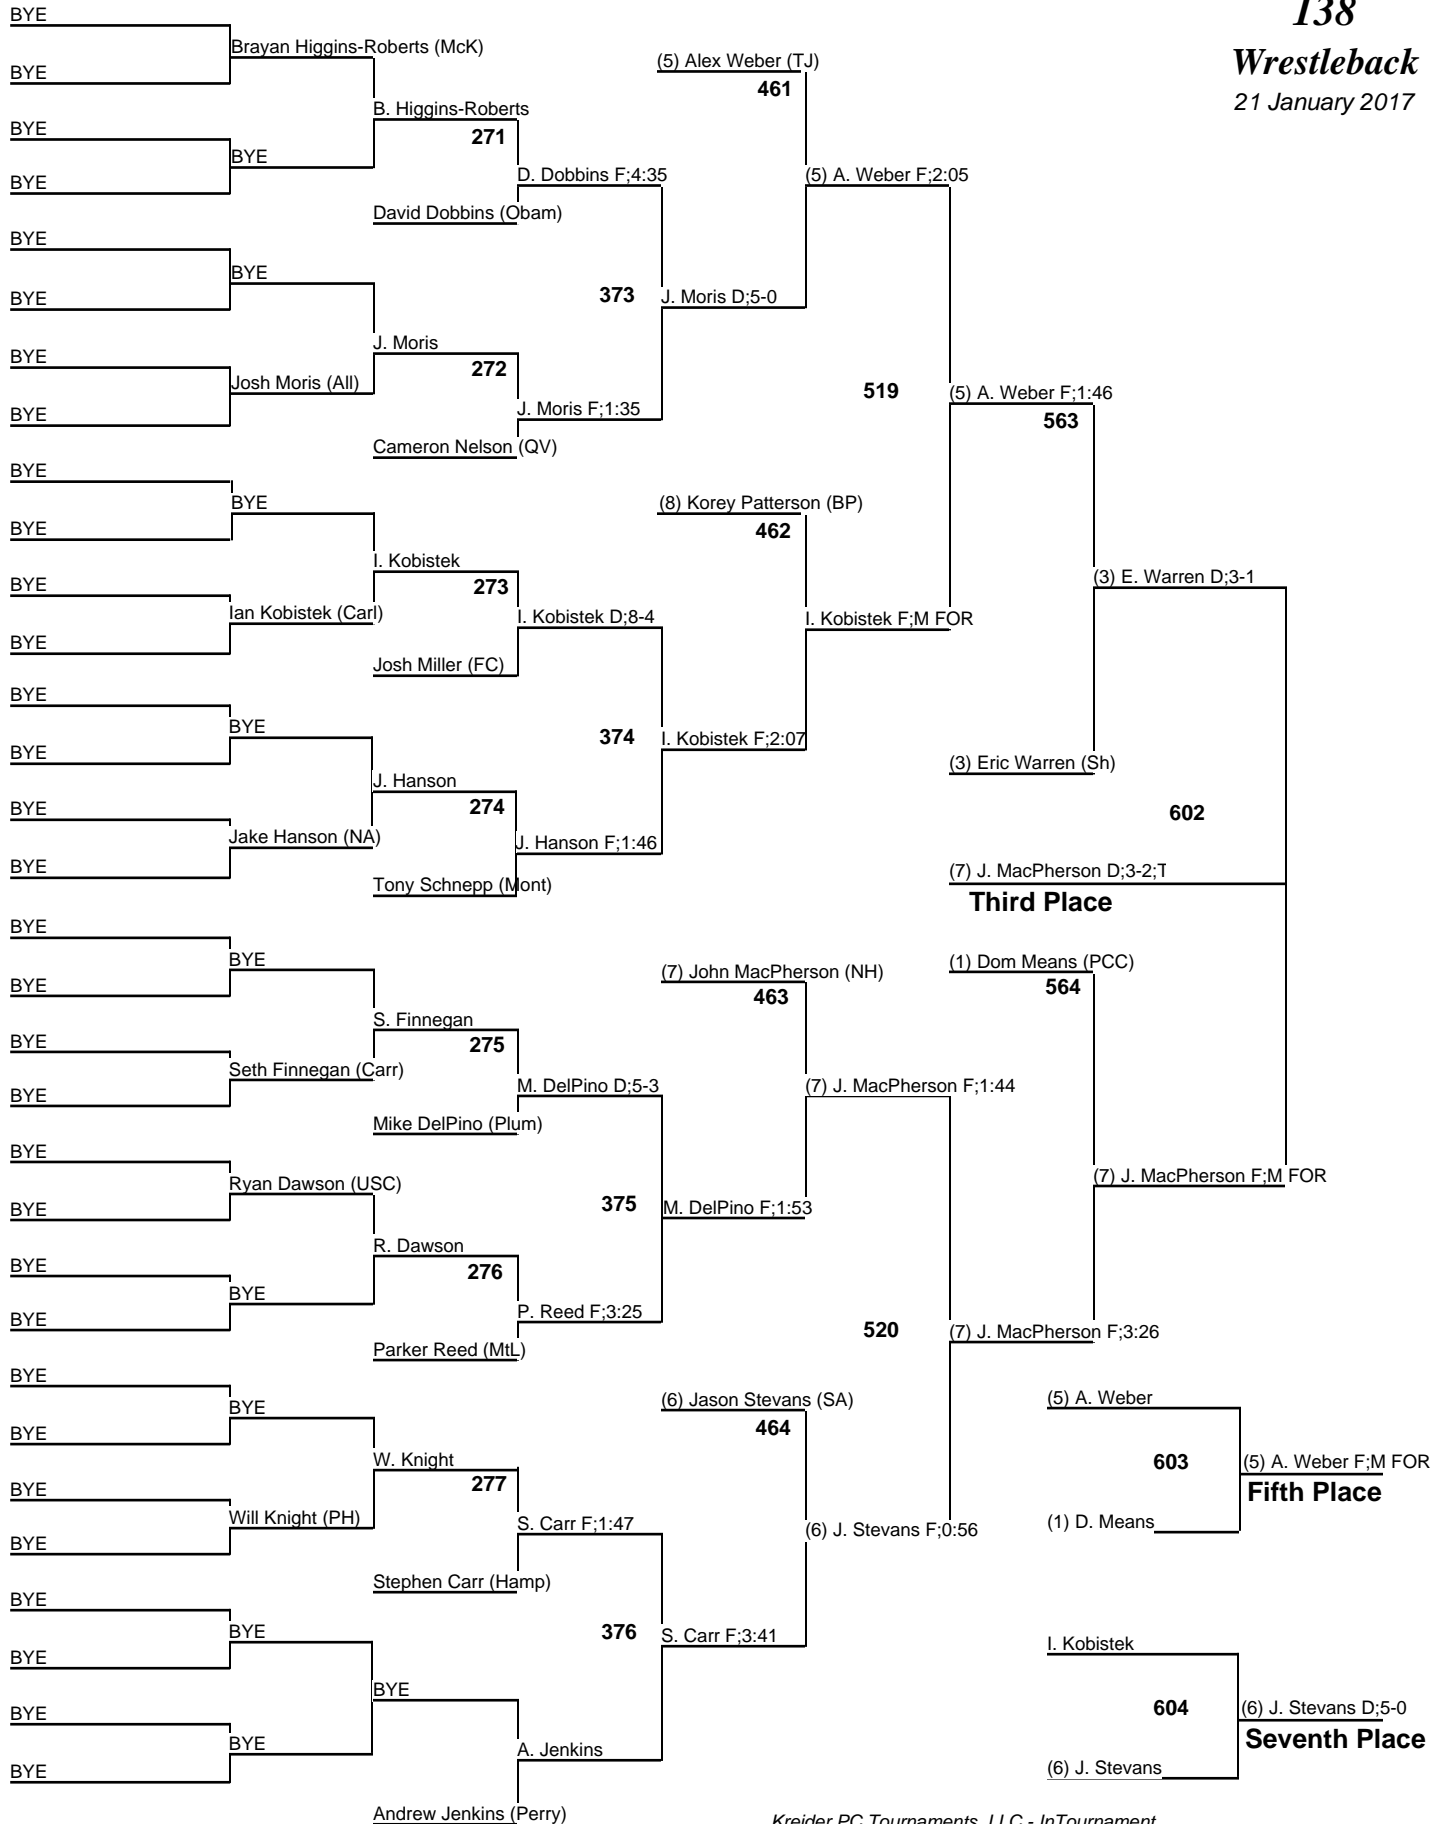 138
Wrestleback
21 January 2017
BYE
Brayan Higgins-Roberts (McK)
BYE
(5) Alex Weber (TJ)
461
B. Higgins-Roberts
271
BYE
BYE
BYE
D. Dobbins F;4:35
(5) A. Weber F;2:05
David Dobbins (Obam)
BYE
BYE
BYE
373
J. Moris D;5-0
J. Moris
BYE
272
Josh Moris (All)
519
(5) A. Weber F;1:46
BYE
J. Moris F;1:35
563
Cameron Nelson (QV)
BYE
BYE
(8) Korey Patterson (BP)
BYE
462
I. Kobistek
(3) E. Warren D;3-1
BYE
273
Ian Kobistek (Carl)
I. Kobistek D;8-4
I. Kobistek F;M FOR
BYE
Josh Miller (FC)
BYE
BYE
374
I. Kobistek F;2:07
BYE
(3) Eric Warren (Sh)
J. Hanson
BYE
274
602
Jake Hanson (NA)
J. Hanson F;1:46
BYE
(7) J. MacPherson D;3-2;T
Tony Schnepp (Mont)
Third Place
BYE
BYE
(1) Dom Means (PCC)
(7) John MacPherson (NH)
BYE
564
463
S. Finnegan
BYE
275
Seth Finnegan (Carr)
BYE
M. DelPino D;5-3
(7) J. MacPherson F;1:44
Mike DelPino (Plum)
BYE
(7) J. MacPherson F;M FOR
Ryan Dawson (USC)
375
M. DelPino F;1:53
BYE
R. Dawson
BYE
276
BYE
BYE
P. Reed F;3:25
520
(7) J. MacPherson F;3:26
Parker Reed (MtL)
BYE
(6) Jason Stevans (SA)
(5) A. Weber
BYE
464
BYE
W. Knight
603
(5) A. Weber F;M FOR
277
BYE
Fifth Place
Will Knight (PH)
S. Carr F;1:47
(6) J. Stevans F;0:56
(1) D. Means
BYE
Stephen Carr (Hamp)
BYE
BYE
376
S. Carr F;3:41
I. Kobistek
BYE
BYE
604
(6) J. Stevans D;5-0
BYE
BYE
A. Jenkins
Seventh Place
BYE
(6) J. Stevans
Andrew Jenkins (Perry)
Kreider PC Tournaments, LLC - InTournament